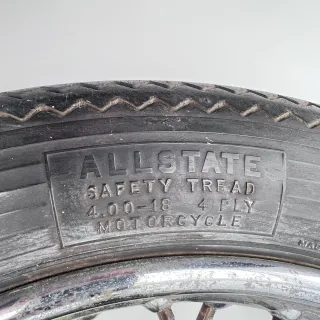 ALLSTATE
SAFETY TREAD
4.00-18 4 PLY
MOTORCYCLE